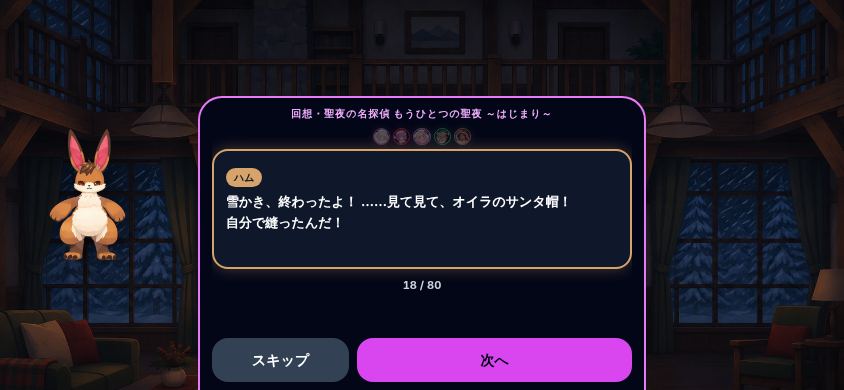 回想・聖夜の名探偵 もうひとつの聖夜 ～はじまり～
ハム
雪かき、終わったよ！ ……見て見て、オイラのサンタ帽！
自分で縫ったんだ！
18 / 80
スキップ
次へ